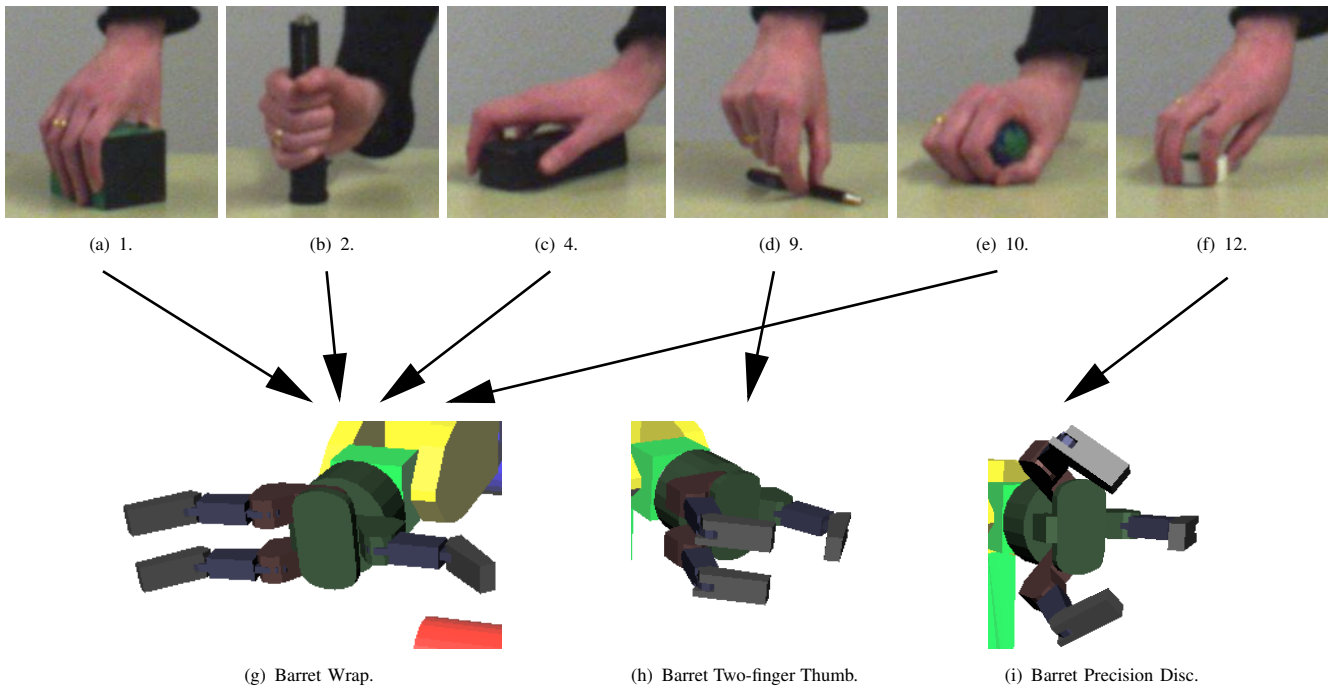 (a) 1.
(b) 2.
(c) 4.
(d) 9.
(e) 10.
(f) 12.
(g) Barret Wrap.
(h) Barret Two-finger Thumb.
(i) Barret Precision Disc.